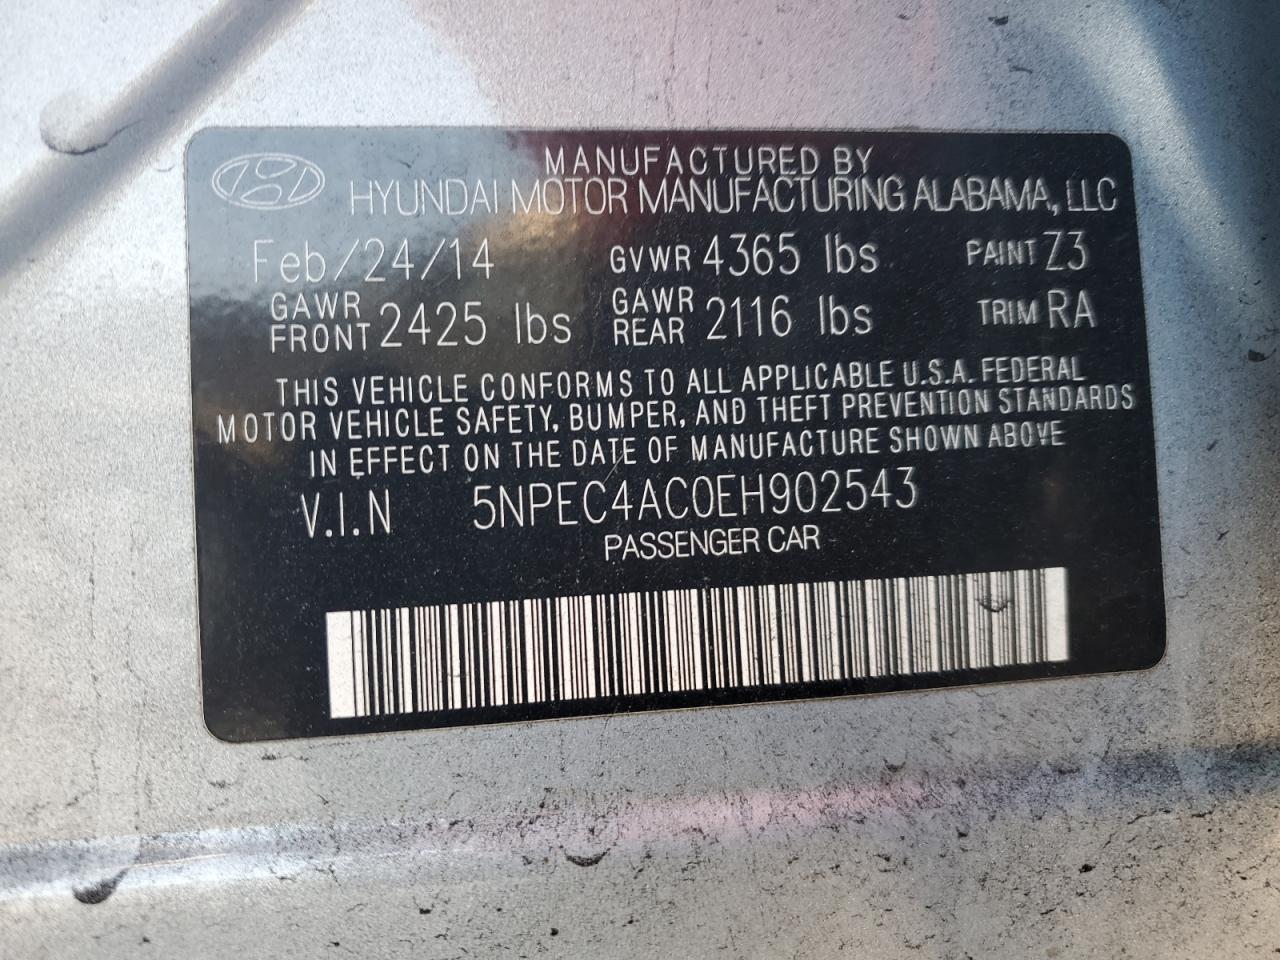 MANUFACTURED BY
HYUNDAI MOTOR MANUFACTURING ALABAMA, LLC
Feb/24/14 GVWR 4365 lbs PAINT Z3
GAWR FRONT 2425 lbs GAWR REAR 2116 lbs TRIM RA
THIS VEHICLE CONFORMS TO ALL APPLICABLE U.S.A. FEDERAL
MOTOR VEHICLE SAFETY, BUMPER, AND THEFT PREVENTION STANDARDS
IN EFFECT ON THE DATE OF MANUFACTURE SHOWN ABOVE
V.I.N 5NPEC4AC0EH902543
PASSENGER CAR